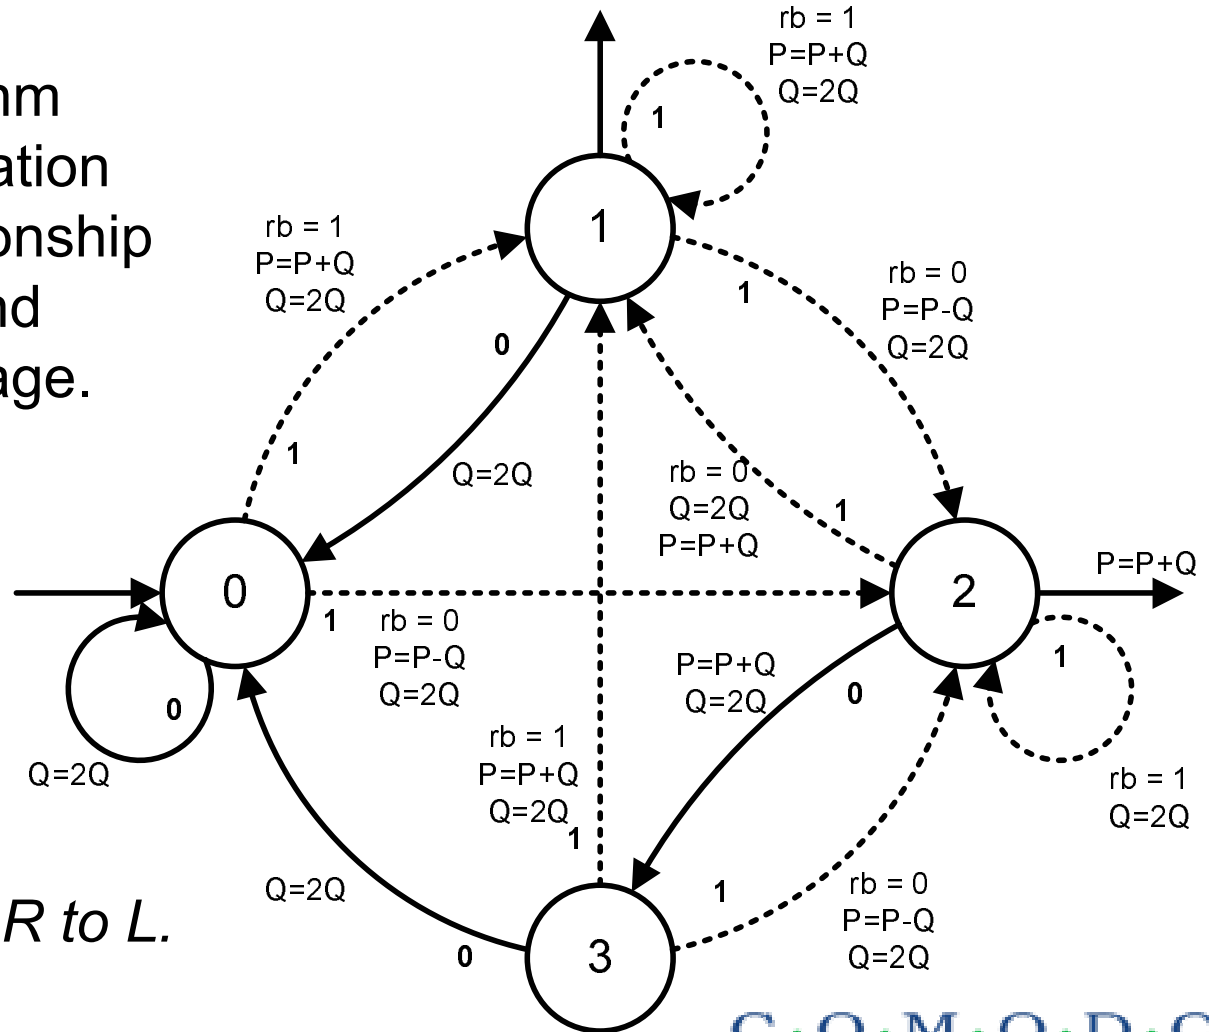 rb = 1
P=P+Q
Q=2Q
1
hm
ation
onship
nd
age.
1
rb = 1
P=P+Q
Q=2Q
1
rb = 0
P=P-Q
Q=2Q
0
1
Q=2Q
rb = 0
Q=2Q
P=P+Q
1
P=P+Q
0
2
1
rb = 0
P=P-Q
Q=2Q
P=P+Q
Q=2Q
0
1
0
Q=2Q
rb = 1
P=P+Q
Q=2Q
1
rb = 1
Q=2Q
Q=2Q
1
rb = 0
P=P-Q
Q=2Q
R to L.
0
3
C·O·M·O·D·C